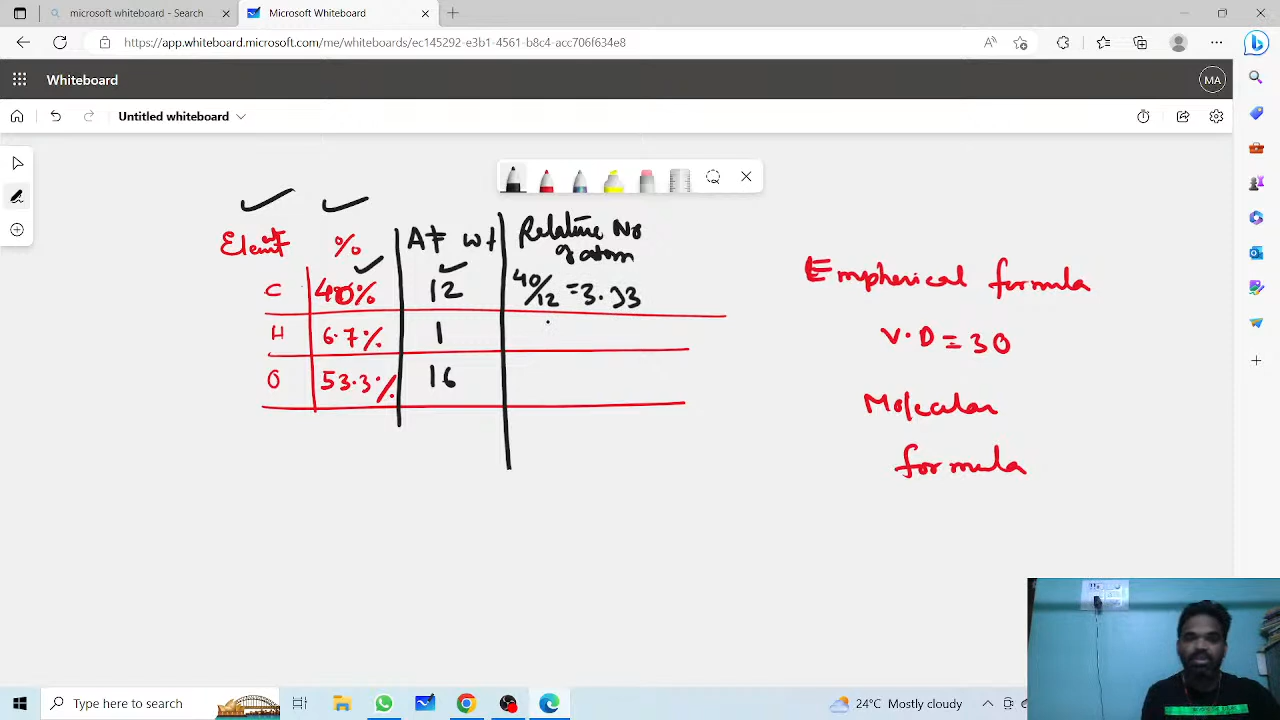 microsoft whiteboard - Search
Microsoft Whiteboard
https://app.whiteboard.microsoft.com/me/whiteboards/ec145292-e3b1-4561-b8c4-acc706f634e8
Whiteboard
MA
Untitled whiteboard
Elemt % At wt Relative No
of atom
C 40% 12 40/12 = 3.33
H 6.7% 1
O 53.3% 16
Empherical formula
V.D = 30
Molecular
formula
Type here to search
24°C Mostly cloudy